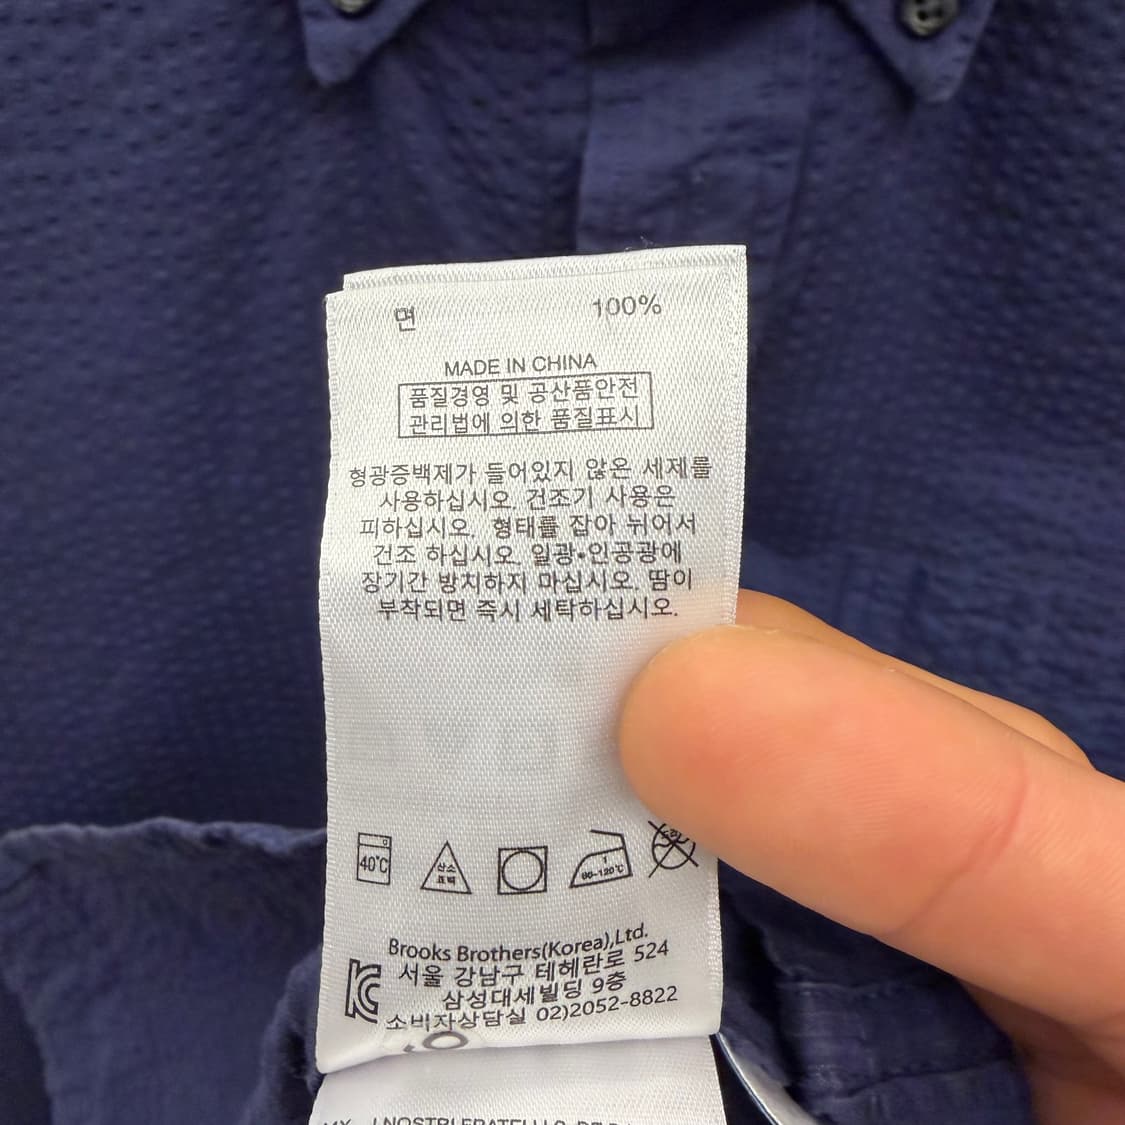 면 100%
MADE IN CHINA
품질경영 및 공산품안전
관리법에 의한 품질표시
형광증백제가 들어있지 않은 세제를
사용하십시오. 건조기 사용은
피하십시오. 형태를 잡아 뉘어서
건조 하십시오. 일광•인공광에
장기간 방치하지 마십시오. 땀이
부착되면 즉시 세탁하십시오.
40℃
산소
표백
80~120℃
Brooks Brothers(Korea),Ltd.
서울 강남구 테헤란로 524
삼성대세빌딩 9층
소비자상담실 02)2052-8822